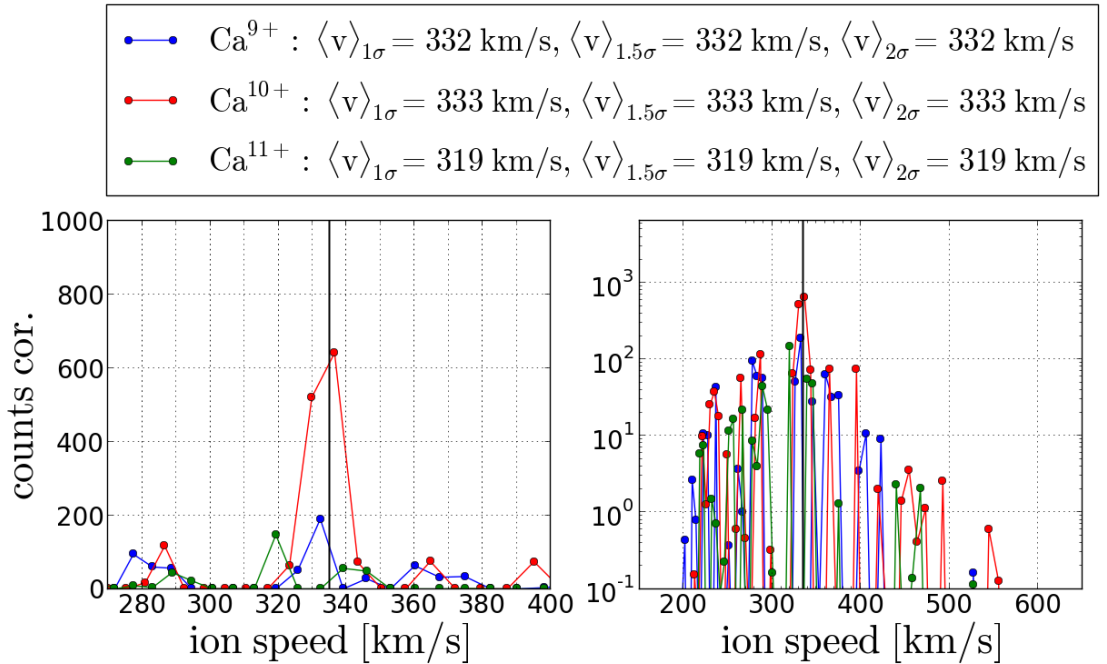 Ca⁹⁺ : ⟨v⟩1σ = 332 km/s, ⟨v⟩1.5σ = 332 km/s, ⟨v⟩2σ = 332 km/s
Ca¹⁰⁺ : ⟨v⟩1σ = 333 km/s, ⟨v⟩1.5σ = 333 km/s, ⟨v⟩2σ = 333 km/s
Ca¹¹⁺ : ⟨v⟩1σ = 319 km/s, ⟨v⟩1.5σ = 319 km/s, ⟨v⟩2σ = 319 km/s
counts cor.
1000
800
600
400
200
0
280 300 320 340 360 380 400
ion speed [km/s]
10³
10²
10¹
10⁰
10⁻¹
200 300 400 500 600
ion speed [km/s]